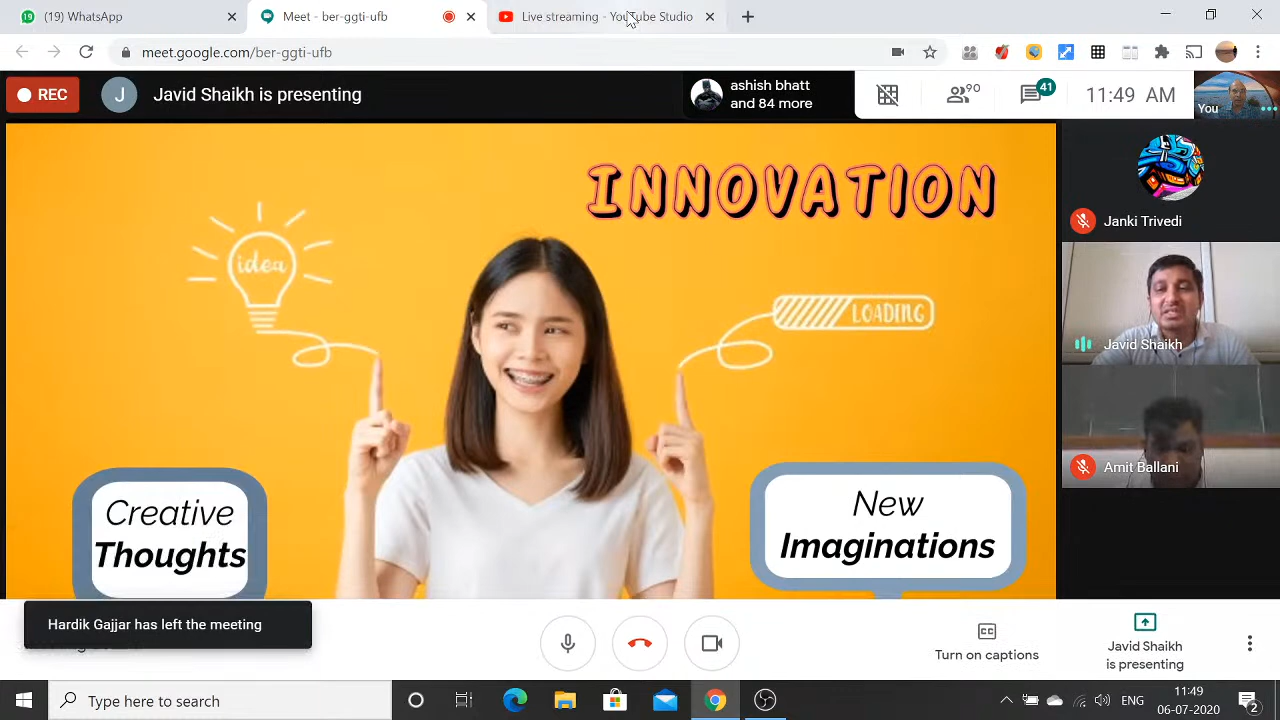 (19) WhatsApp
Meet - ber-ggti-ufb
Live streaming - YouTube Studio
meet.google.com/ber-ggti-ufb
REC
J
Javid Shaikh is presenting
ashish bhatt
and 84 more
90
41
11:49 AM
You
INNOVATION
idea
LOADING
Creative
Thoughts
New
Imaginations
Janki Trivedi
Javid Shaikh
Amit Ballani
Hardik Gajjar has left the meeting
Turn on captions
Javid Shaikh
is presenting
Type here to search
ENG
11:49
06-07-2020
2